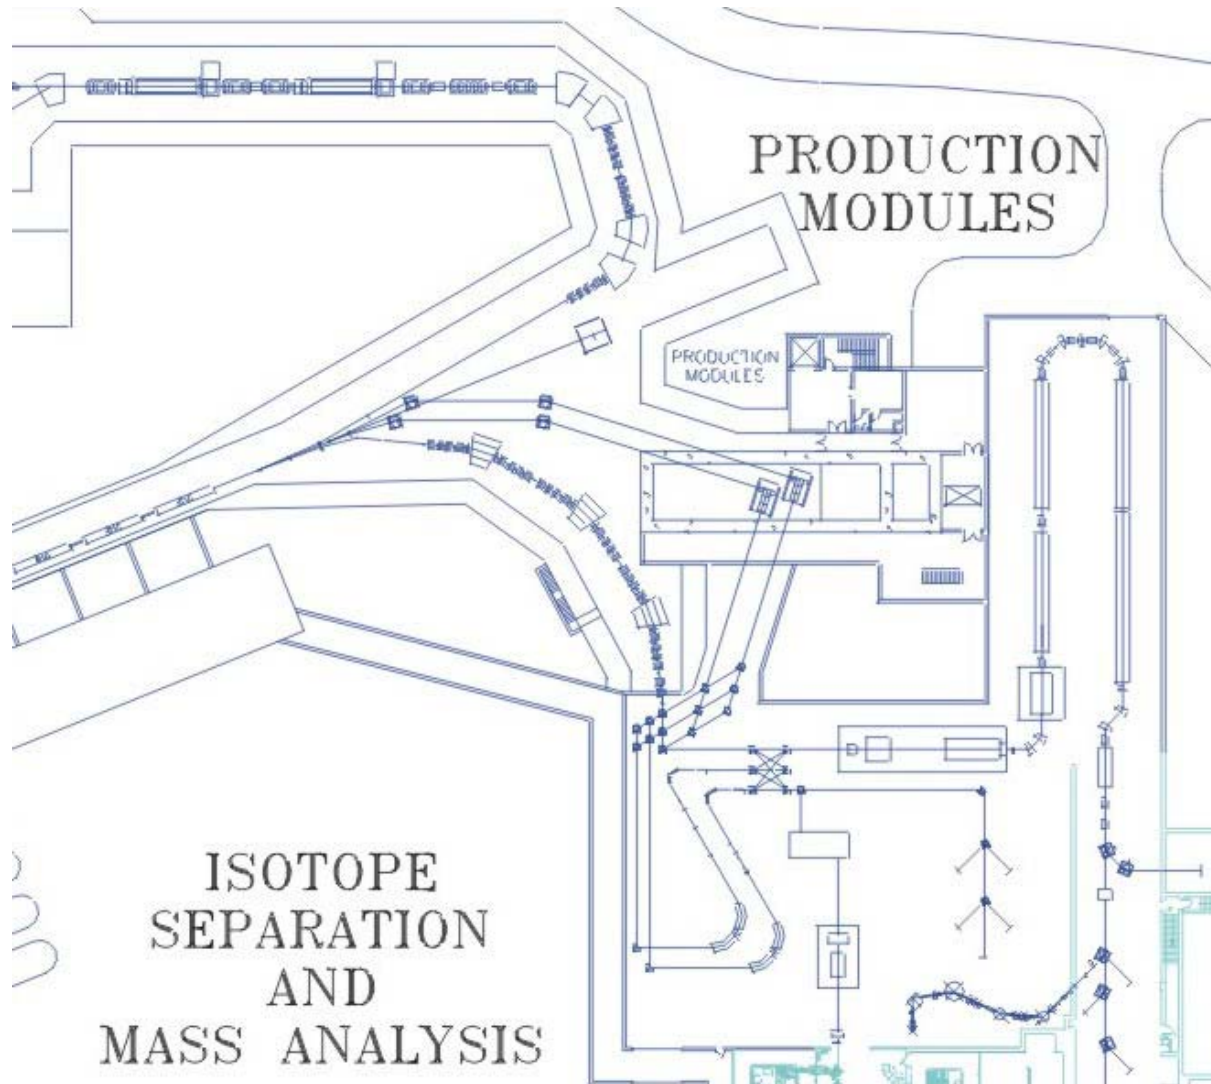 PRODUCTION
MODULES
PRODUCTION
MODULES
ISOTOPE
SEPARATION
AND
MASS ANALYSIS